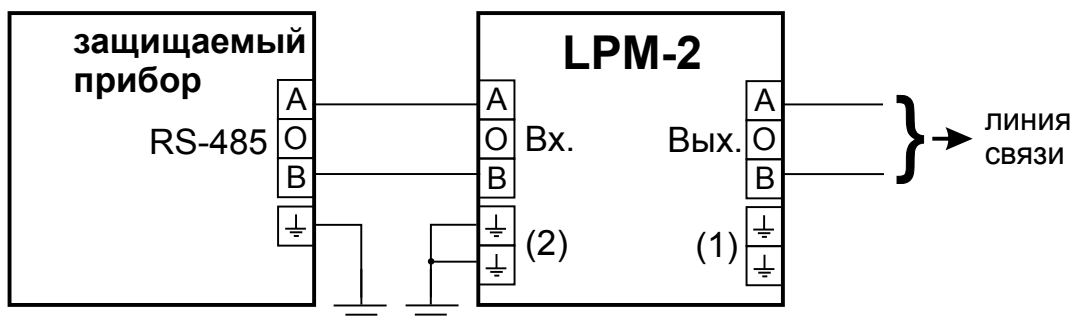 защищаемый
прибор
RS-485
A
O
B
LPM-2
A
O
B
Вх.
(2)
Вых.
A
O
B
(1)
линия
связи